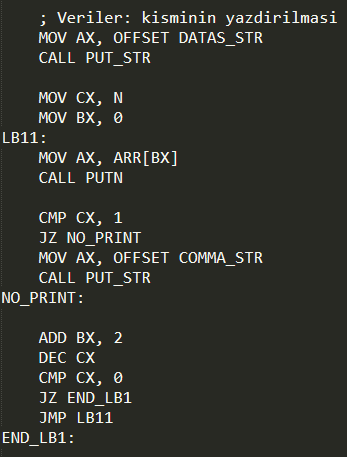 ; Veriler: kisminin yazdirilmasi
MOV AX, OFFSET DATAS_STR
CALL PUT_STR
MOV CX, N
MOV BX, 0
LB11:
MOV AX, ARR[BX]
CALL PUTN
CMP CX, 1
JZ NO_PRINT
MOV AX, OFFSET COMMA_STR
CALL PUT_STR
NO_PRINT:
ADD BX, 2
DEC CX
CMP CX, 0
JZ END_LB1
JMP LB11
END_LB1: